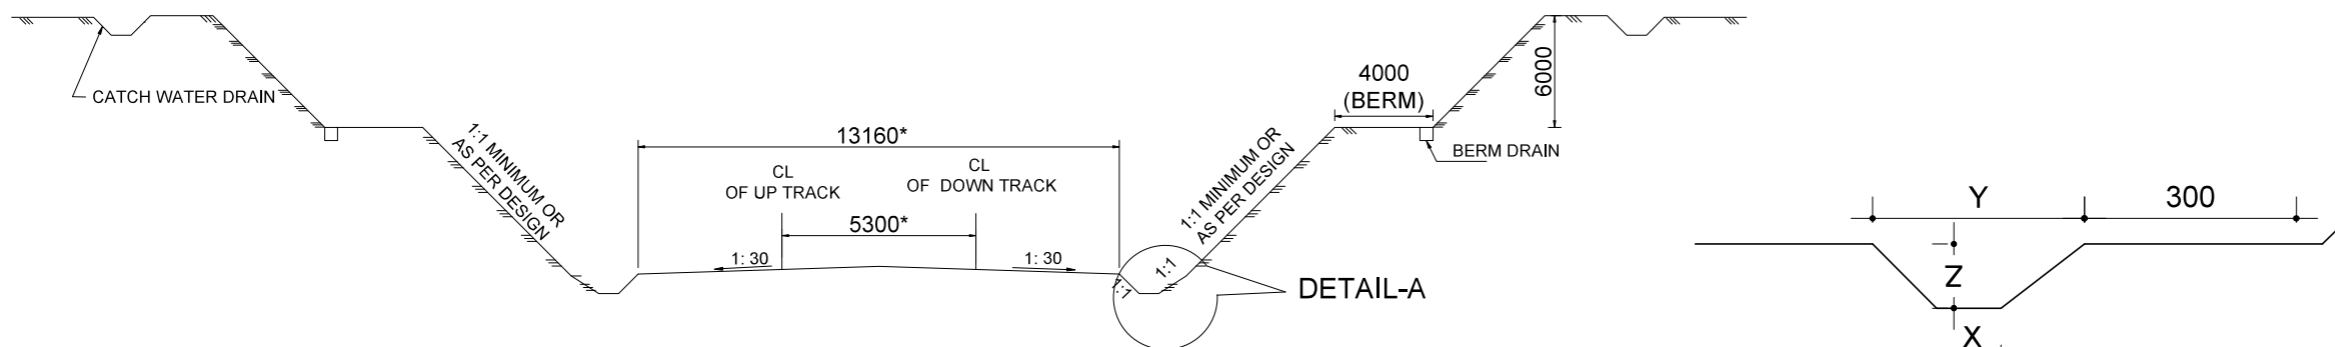 CATCH WATER DRAIN
1:1 MINIMUM OR
AS PER DESIGN
13160*
CL
OF UP TRACK
CL
OF DOWN TRACK
5300*
1: 30
1: 30
1:1 MINIMUM OR
AS PER DESIGN
4000
(BERM)
6000
BERM DRAIN
1:1
1:1
DETAIL-A
Y
300
Z
X